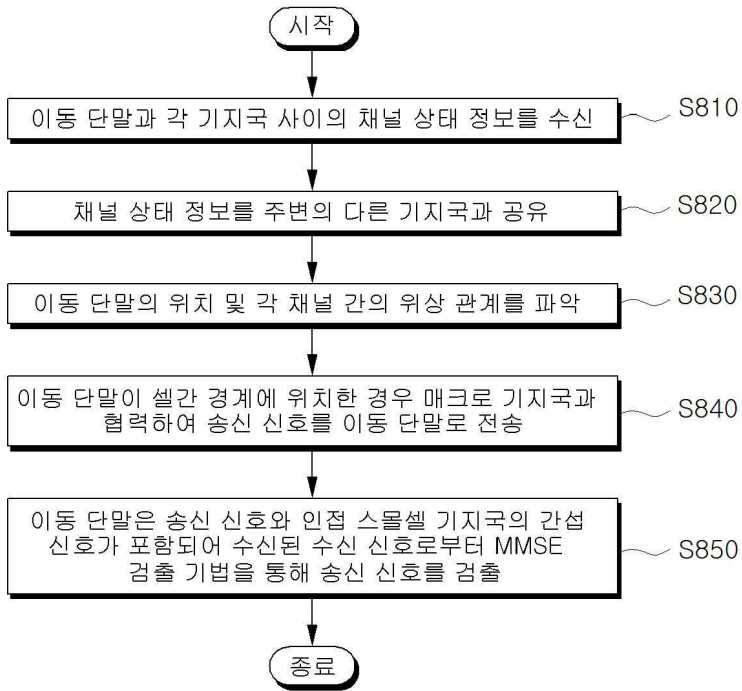 시작
이동 단말과 각 기지국 사이의 채널 상태 정보를 수신
S810
채널 상태 정보를 주변의 다른 기지국과 공유
S820
이동 단말의 위치 및 각 채널 간의 위상 관계를 파악
S830
이동 단말이 셀간 경계에 위치한 경우 매크로 기지국과
협력하여 송신 신호를 이동 단말로 전송
S840
이동 단말은 송신 신호와 인접 스몰셀 기지국의 간섭
신호가 포함되어 수신된 수신 신호로부터 MMSE
검출 기법을 통해 송신 신호를 검출
S850
종료